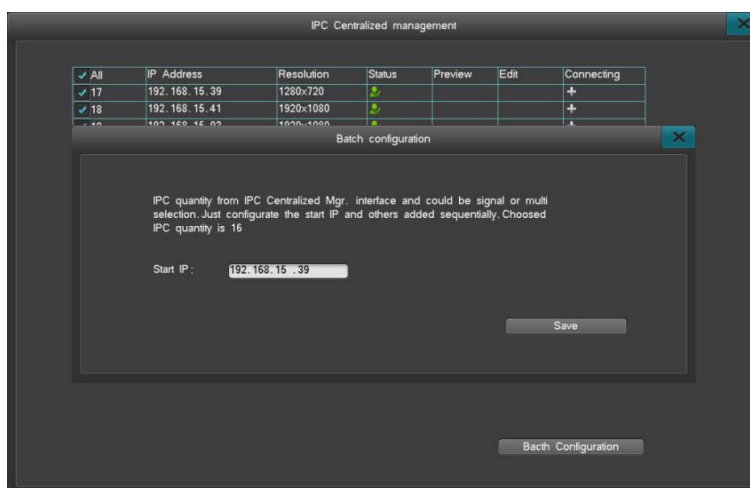 IPC Centralized management
All IP Address Resolution Status Preview Edit Connecting
17 192.168.15.39 1280x720
18 192.168.15.41 1920x1080
Batch configuration
IPC quantity from IPC Centralized Mgr. interface and could be signal or multi
selection.Just configurate the start IP and others added sequentially.Choosed
IPC quantity is 16
Start IP: 192.168.15 .39
Save
Bacth Configuration